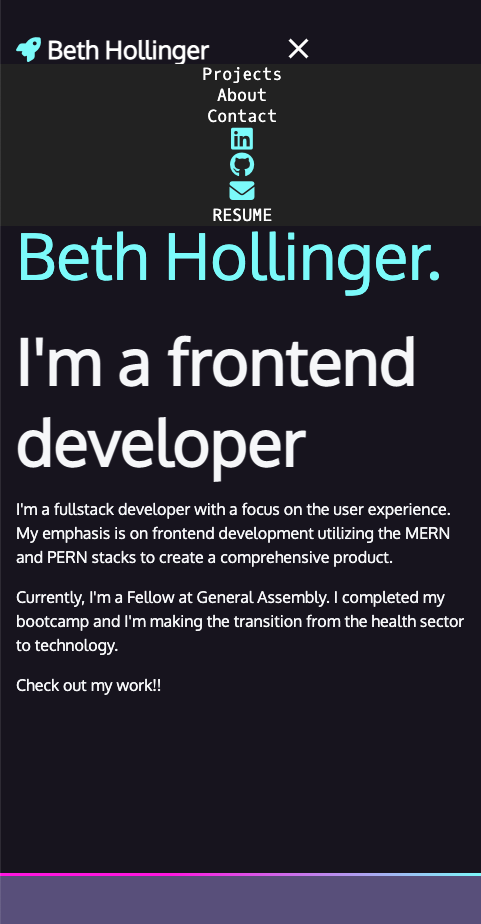 Beth Hollinger
Projects
About
Contact
in
RESUME
Beth Hollinger.
I'm a frontend
developer
I'm a fullstack developer with a focus on the user experience.
My emphasis is on frontend development utilizing the MERN
and PERN stacks to create a comprehensive product.
Currently, I'm a Fellow at General Assembly. I completed my
bootcamp and I'm making the transition from the health sector
to technology.
Check out my work!!